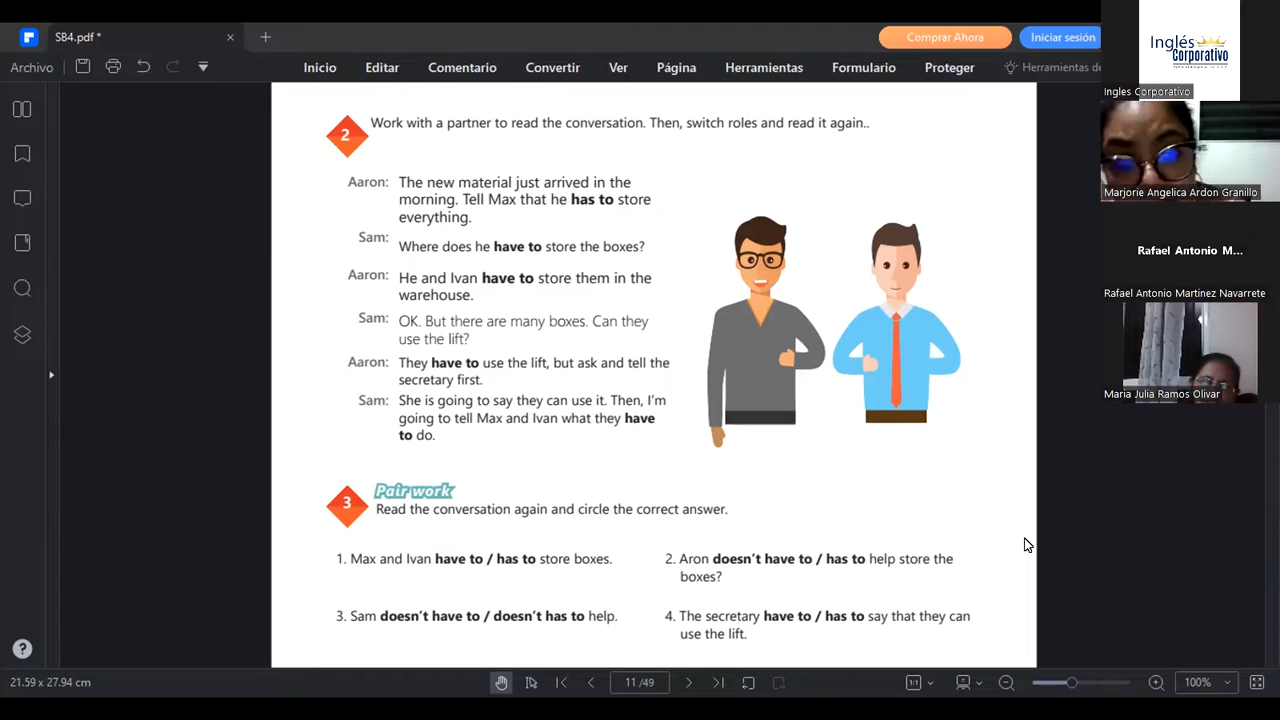 SB4.pdf *
Comprar Ahora
Iniciar sesión
Archivo
Inicio
Editar
Comentario
Convertir
Ver
Página
Herramientas
Formulario
Proteger
Herramientas de
2
Work with a partner to read the conversation. Then, switch roles and read it again..
Aaron: The new material just arrived in the
morning. Tell Max that he has to store
everything.
Sam: Where does he have to store the boxes?
Aaron: He and Ivan have to store them in the
warehouse.
Sam: OK. But there are many boxes. Can they
use the lift?
Aaron: They have to use the lift, but ask and tell the
secretary first.
Sam: She is going to say they can use it. Then, I'm
going to tell Max and Ivan what they have
to do.
3
Pair work
Read the conversation again and circle the correct answer.
1. Max and Ivan have to / has to store boxes.
2. Aron doesn't have to / has to help store the
boxes?
3. Sam doesn't have to / doesn't has to help.
4. The secretary have to / has to say that they can
use the lift.
21.59 x 27.94 cm
11 /49
1:1
100%
Inglés
Corporativo
Ingles Corporativo
Marjorie Angelica Ardon Granillo
Rafael Antonio M...
Rafael Antonio Martinez Navarrete
Maria Julia Ramos Olivar